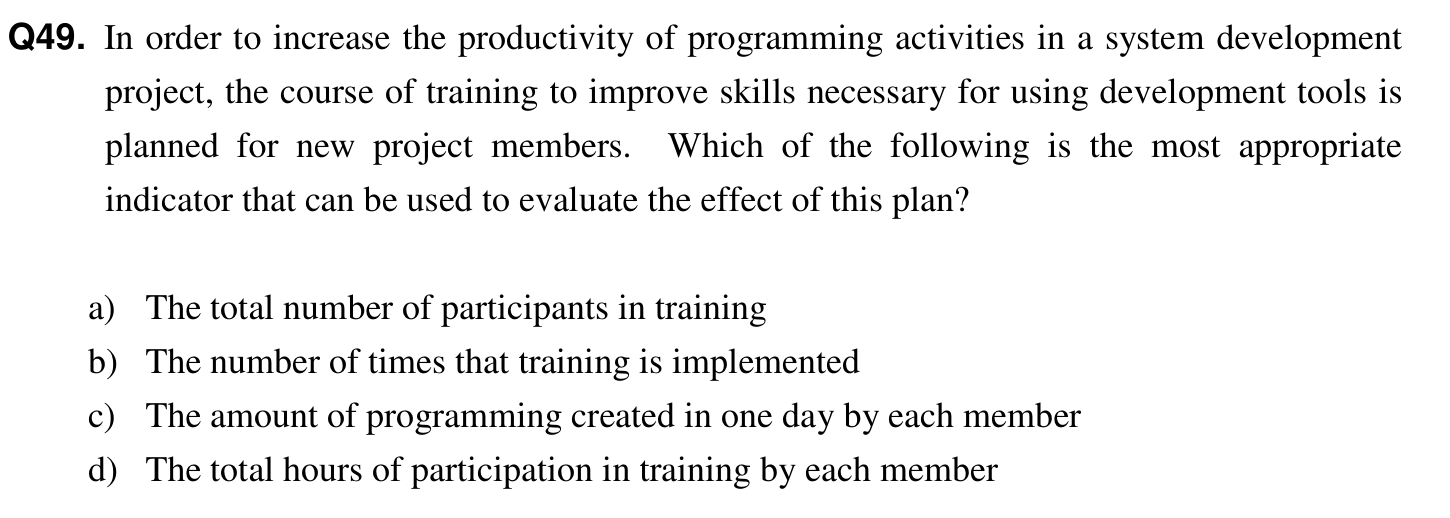 Q49. In order to increase the productivity of programming activities in a system development
project, the course of training to improve skills necessary for using development tools is
planned for new project members. Which of the following is the most appropriate
indicator that can be used to evaluate the effect of this plan?
a) The total number of participants in training
b) The number of times that training is implemented
c) The amount of programming created in one day by each member
d) The total hours of participation in training by each member